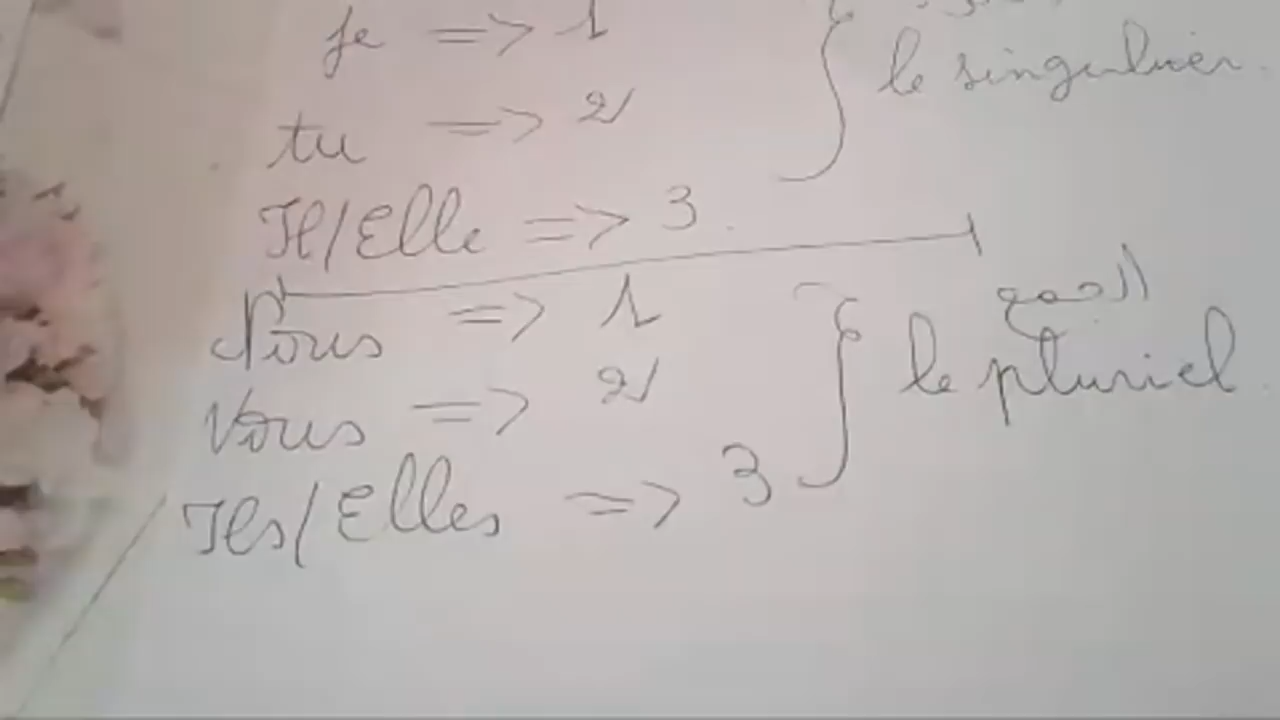 je => 1
le singulier
tu => 2
Il/Elle => 3
Nous => 1
الجمع
le pluriel
Vous => 2
Ils/Elles => 3